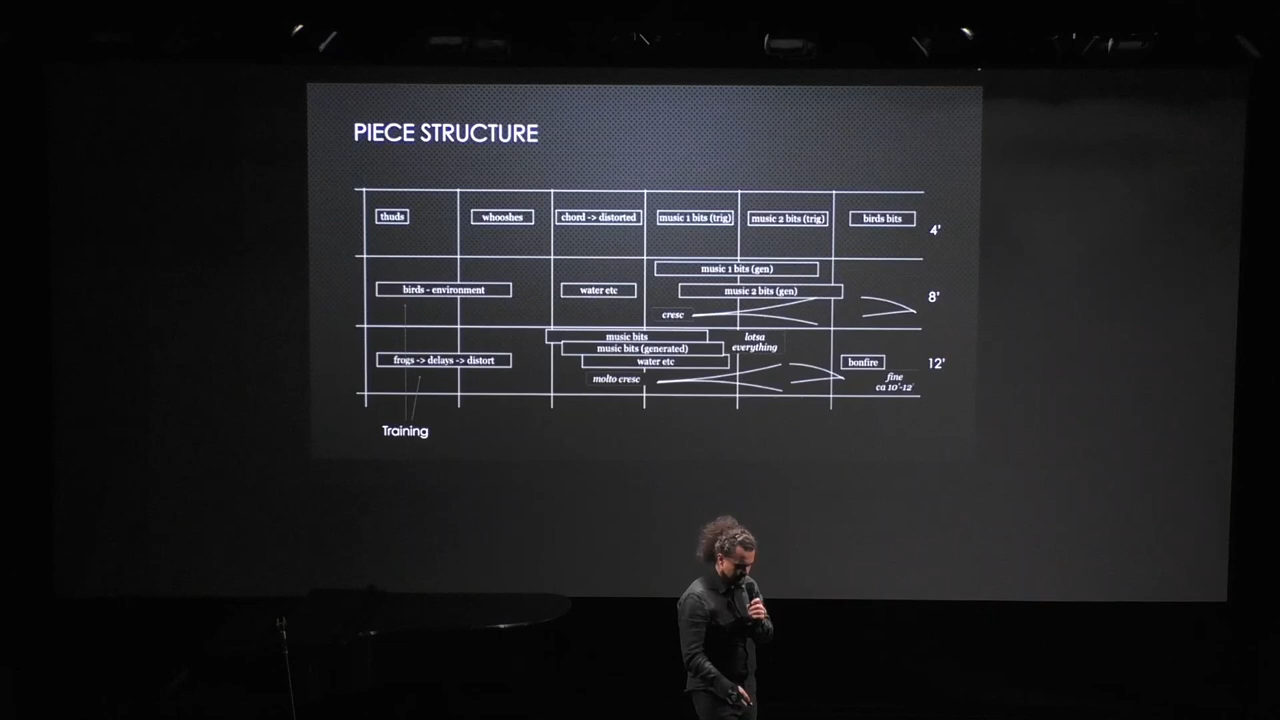 PIECE STRUCTURE
thuds
whooshes
chord -> distorted
music 1 bits (trig)
music 2 bits (trig)
birds bits
4'
music 1 bits (gen)
birds - environment
water etc
music 2 bits (gen)
8'
cresc
music bits
lotsa
everything
music bits (generated)
frogs -> delays -> distort
water etc
bonfire
12'
molto cresc
fine
ca 10'-12'
Training